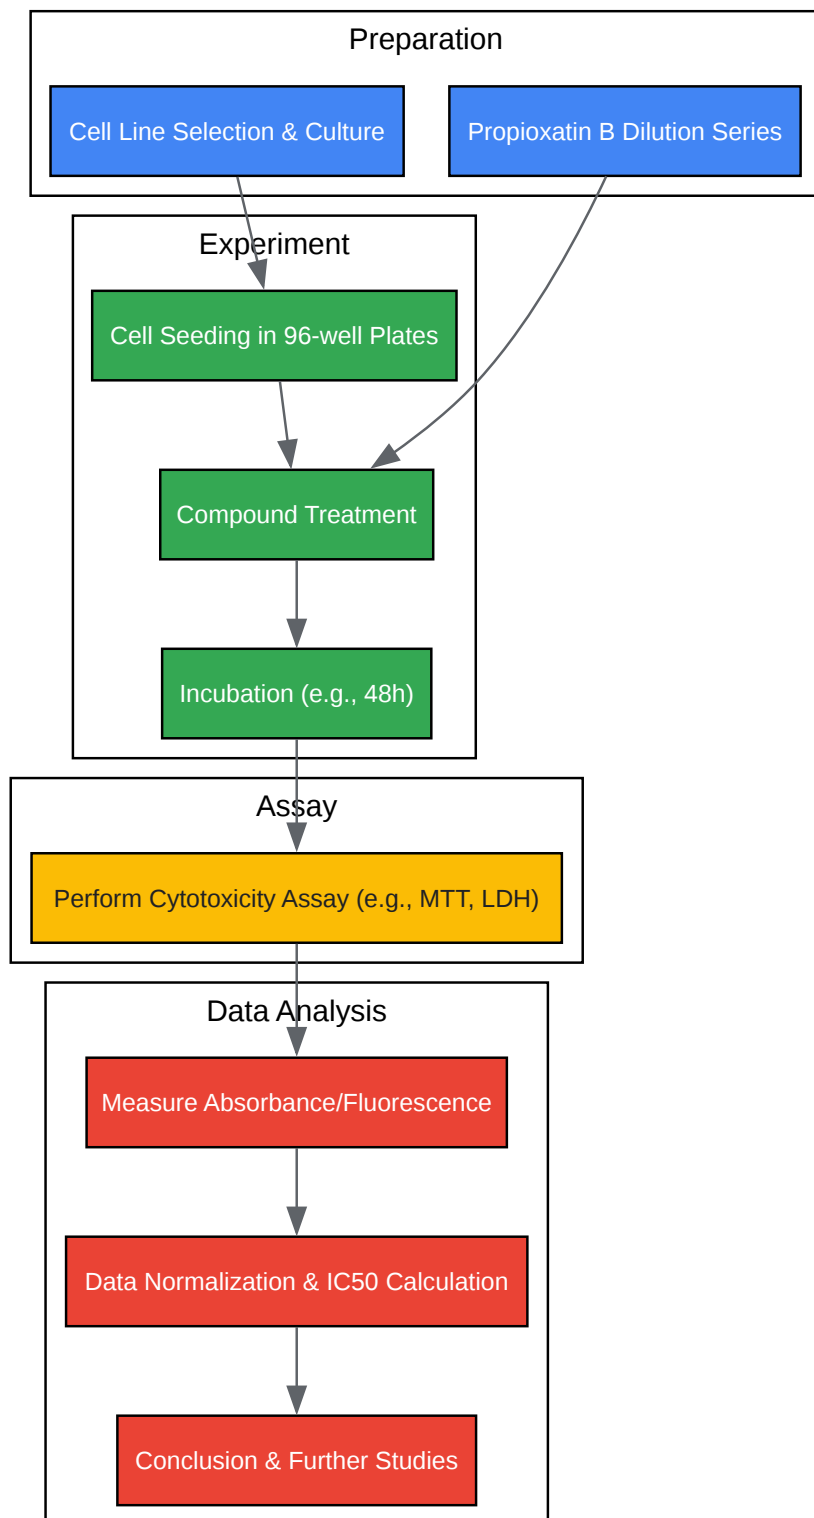 Preparation
Cell Line Selection & Culture
Propioxatin B Dilution Series
Experiment
Cell Seeding in 96-well Plates
Compound Treatment
Incubation (e.g., 48h)
Assay
Perform Cytotoxicity Assay (e.g., MTT, LDH)
Data Analysis
Measure Absorbance/Fluorescence
Data Normalization & IC50 Calculation
Conclusion & Further Studies